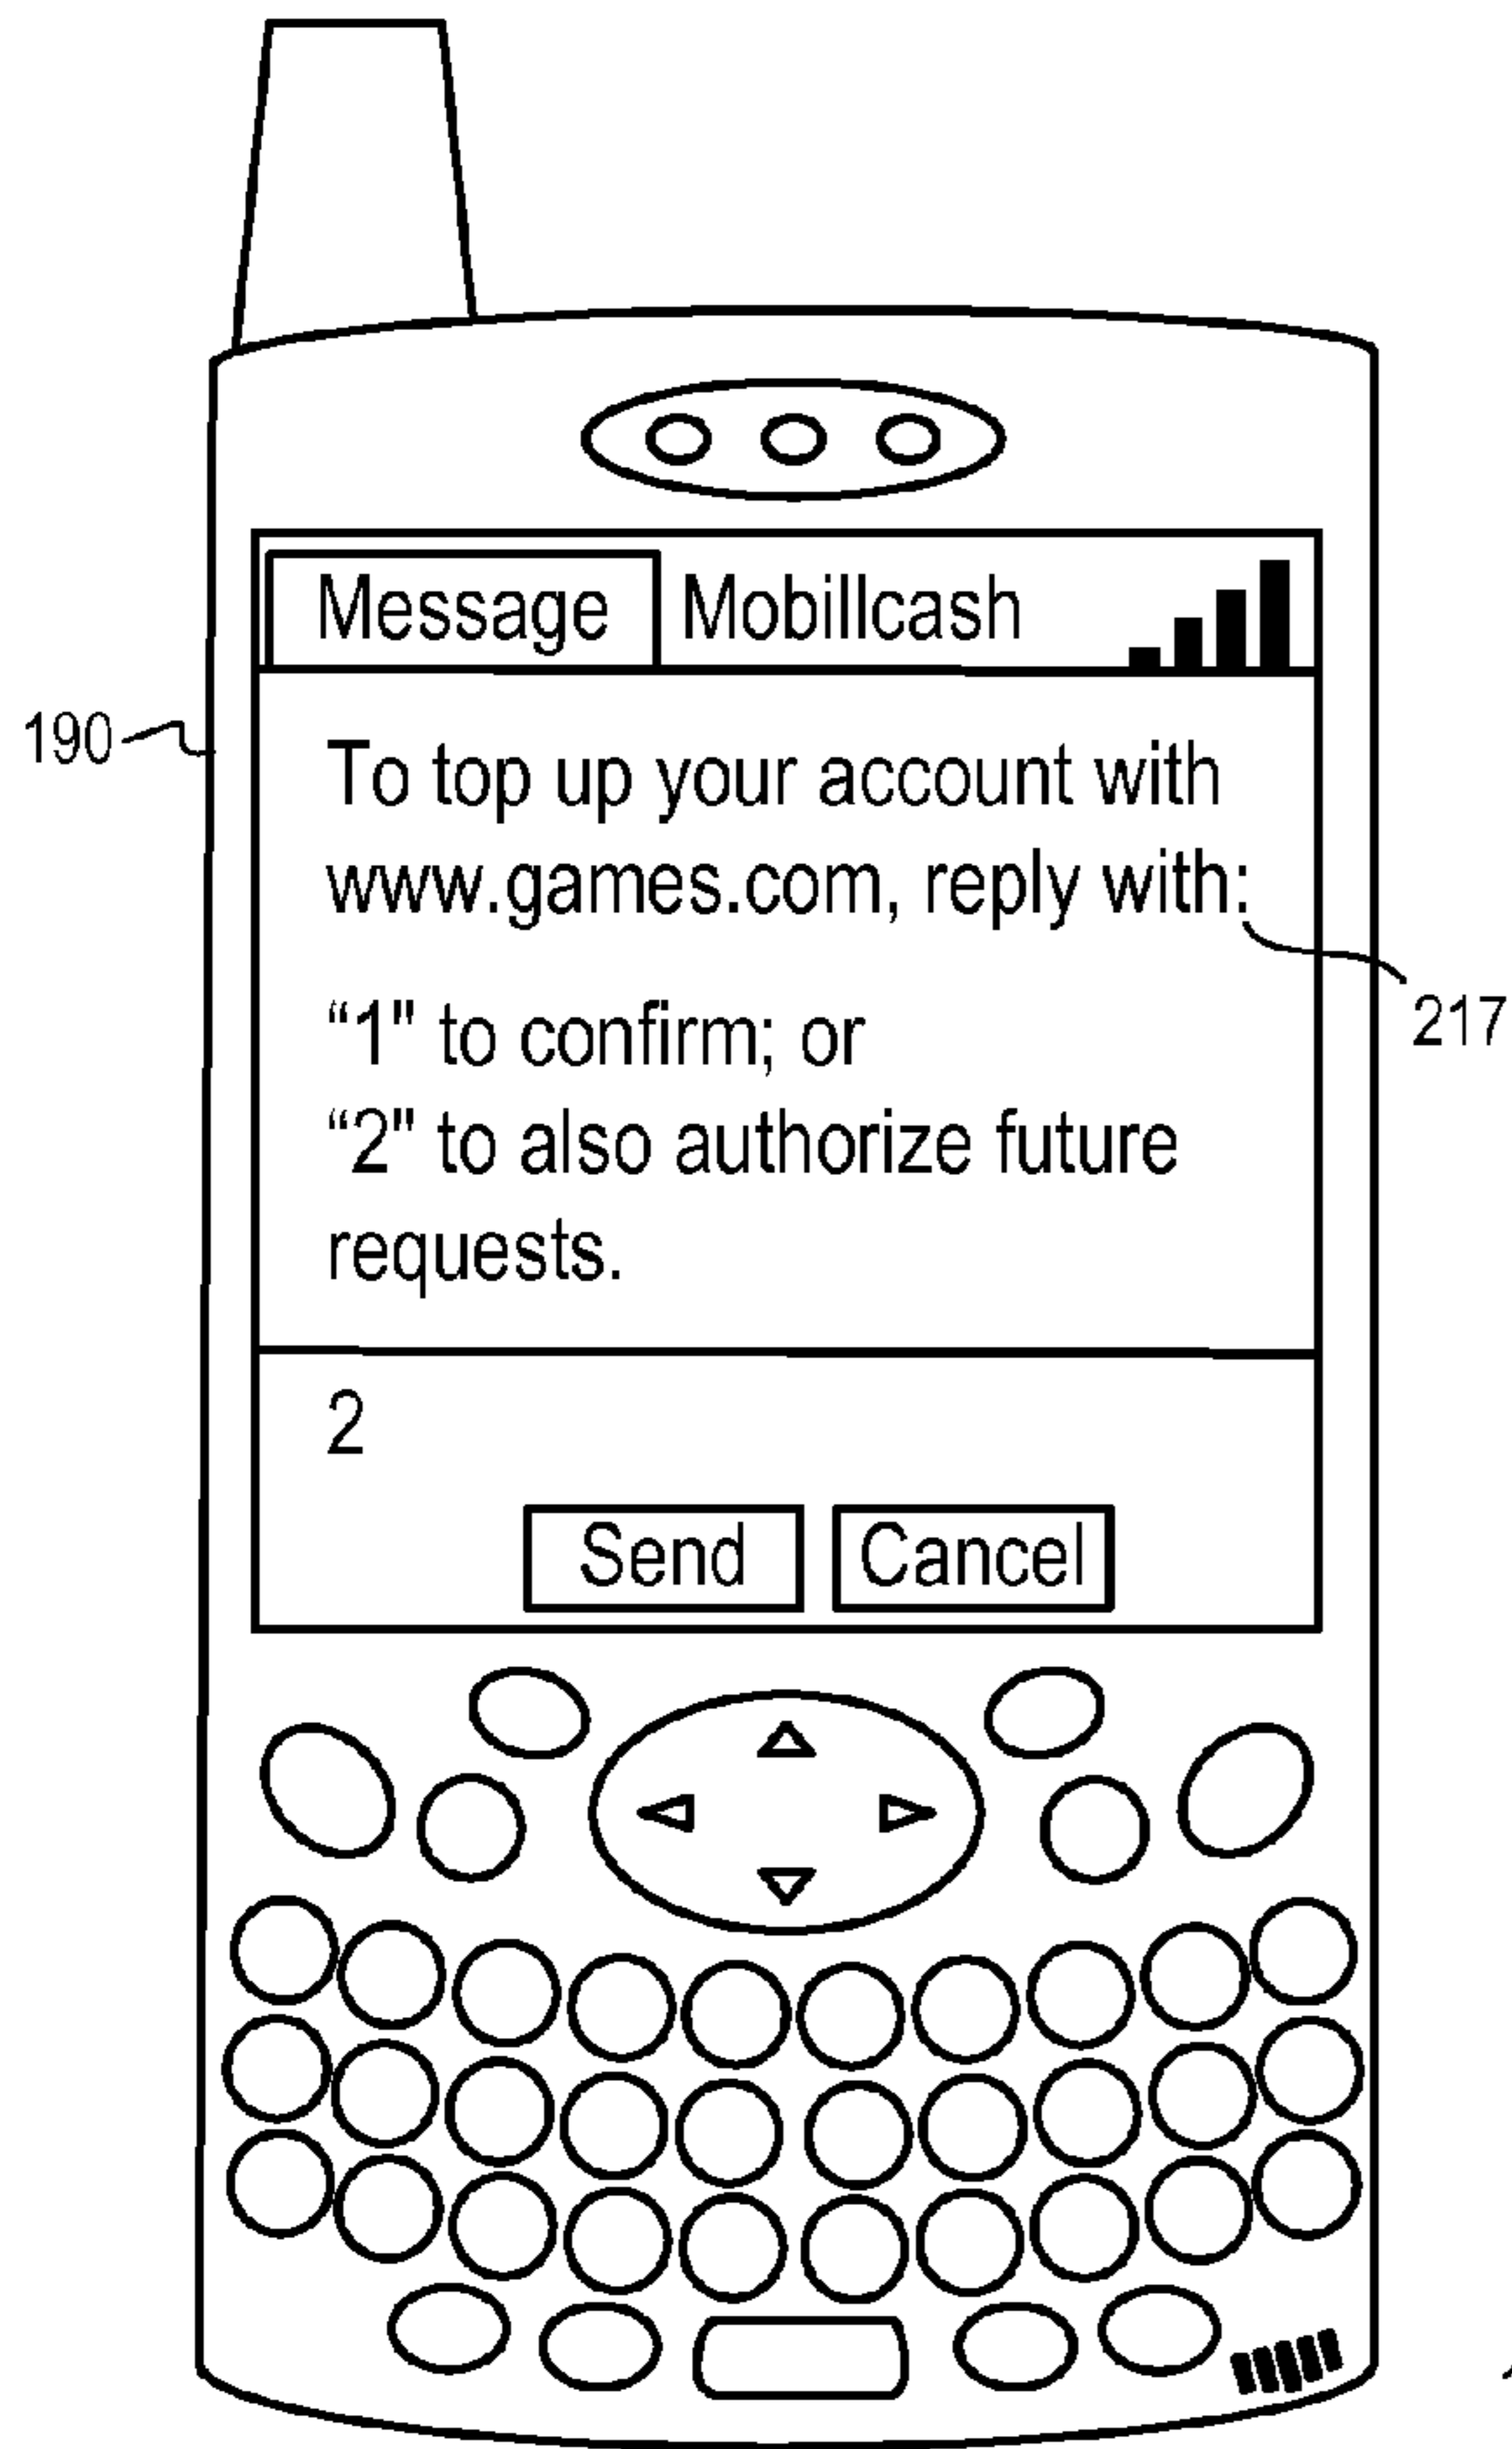 Message Mobillcash
190
To top up your account with
www.games.com, reply with:
217
“1" to confirm; or
“2" to also authorize future
requests.
2
Send Cancel